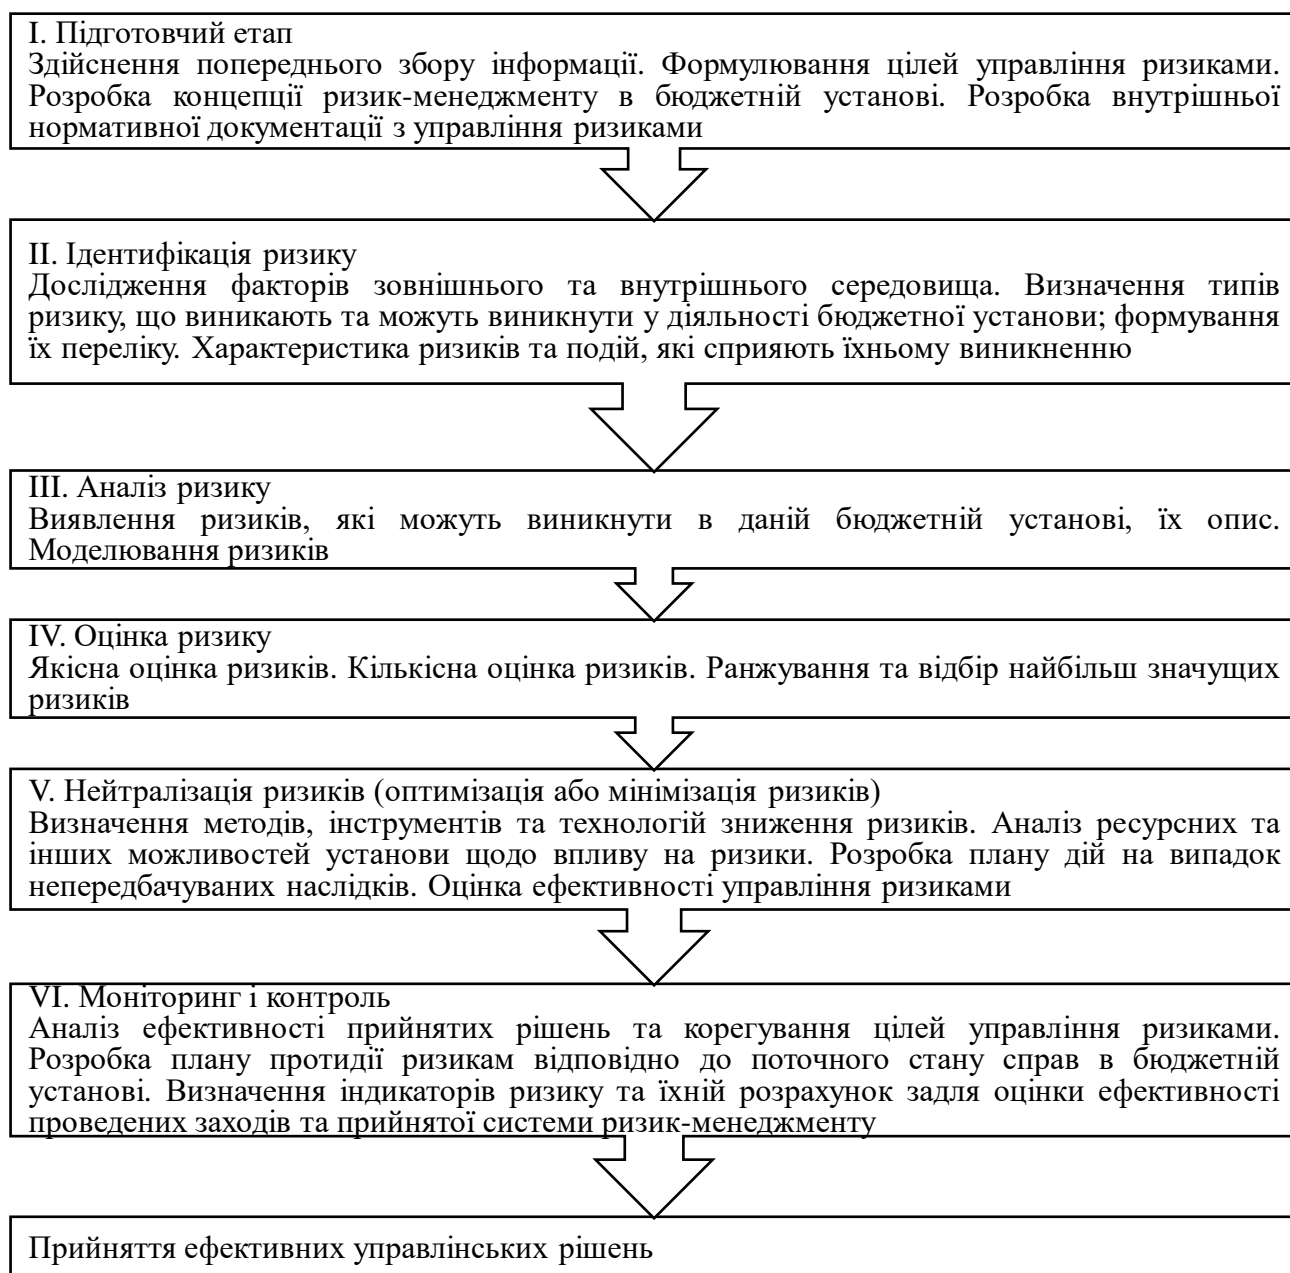 І. Підготовчий етап
Здійснення попереднього збору інформації. Формулювання цілей управління ризиками.
Розробка концепції ризик-менеджменту в бюджетній установі. Розробка внутрішньої
нормативної документації з управління ризиками
ІІ. Ідентифікація ризику
Дослідження факторів зовнішнього та внутрішнього середовища. Визначення типів
ризику, що виникають та можуть виникнути у діяльності бюджетної установи; формування
їх переліку. Характеристика ризиків та подій, які сприяють їхньому виникненню
ІІІ. Аналіз ризику
Виявлення ризиків, які можуть виникнути в даній бюджетній установі, їх опис.
Моделювання ризиків
IV. Оцінка ризику
Якісна оцінка ризиків. Кількісна оцінка ризиків. Ранжування та відбір найбільш значущих
ризиків
V. Нейтралізація ризиків (оптимізація або мінімізація ризиків)
Визначення методів, інструментів та технологій зниження ризиків. Аналіз ресурсних та
інших можливостей установи щодо впливу на ризики. Розробка плану дій на випадок
непередбачуваних наслідків. Оцінка ефективності управління ризиками
VI. Моніторинг і контроль
Аналіз ефективності прийнятих рішень та корегування цілей управління ризиками.
Розробка плану протидії ризикам відповідно до поточного стану справ в бюджетній
установі. Визначення індикаторів ризику та їхній розрахунок задля оцінки ефективності
проведених заходів та прийнятої системи ризик-менеджменту
Прийняття ефективних управлінських рішень